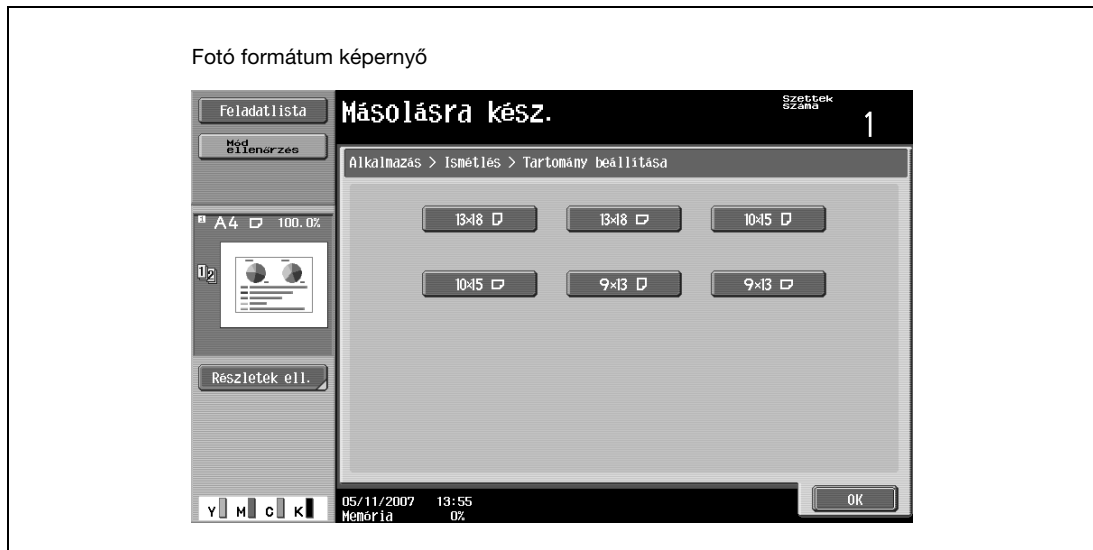 Fotó formátum képernyő
Feladatlista
Mód
ellenőrzés
Másolásra kész.
Szettek
száma
1
Alkalmazás > Ismétlés > Tartomány beállítása
A4 100.0%
12
13×18
13×18
10×15
10×15
9×13
9×13
Részletek ell.
Y M C K
05/11/2007 13:55
Memória 0%
OK